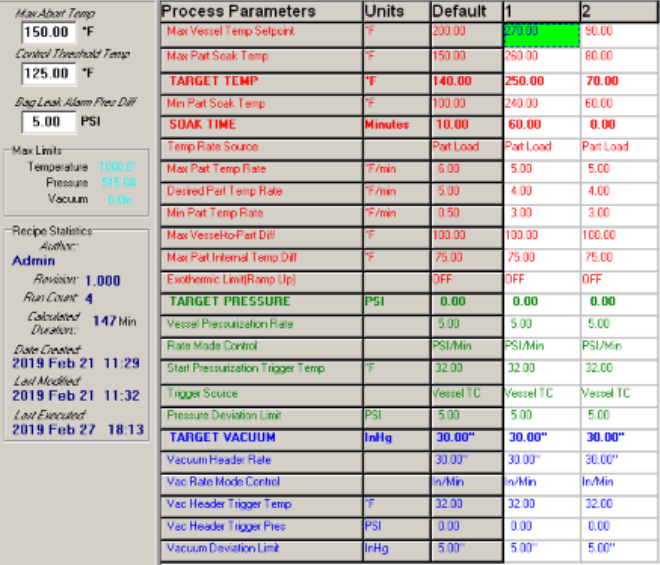 Max Abort Temp
150.00 °F
Control Threshold Temp
125.00 °F
Bag Leak Alarm Pres Diff
5.00 PSI
Max Limits
Temperature 1000.0°
Pressure 515.0#
Vacuum 0.0In
Recipe Statistics
Author:
Admin
Revision: 1.000
Run Count: 4
Calculated Duration: 147 Min
Date Created
2019 Feb 21 11:29
Last Modified
2019 Feb 21 11:32
Last Executed
2019 Feb 27 18:13
Process Parameters Units Default 1 2
Max Vessel Temp Setpoint °F 200.00 270.00 90.00
Max Part Soak Temp °F 150.00 260.00 80.00
TARGET TEMP °F 140.00 250.00 70.00
Min Part Soak Temp °F 100.00 240.00 60.00
SOAK TIME Minutes 10.00 60.00 0.00
Temp Rate Source Part Load Part Load Part Load
Max Part Temp Rate °F/min 6.00 5.00 5.00
Desired Part Temp Rate °F/min 5.00 4.00 4.00
Min Part Temp Rate °F/min 0.50 3.00 3.00
Max Vessel-to-Part Diff °F 100.00 100.00 100.00
Max Part Internal Temp Diff °F 75.00 75.00 75.00
Exothermic Limit(Ramp Up) OFF OFF OFF
TARGET PRESSURE PSI 0.00 0.00 0.00
Vessel Pressurization Rate 5.00 5.00 5.00
Rate Mode Control PSI/Min PSI/Min PSI/Min
Start Pressurization Trigger Temp °F 32.00 32.00 32.00
Trigger Source Vessel TC Vessel TC Vessel TC
Pressure Deviation Limit PSI 5.00 5.00 5.00
TARGET VACUUM InHg 30.00" 30.00" 30.00"
Vacuum Header Rate 30.00" 30.00" 30.00"
Vac Rate Mode Control In/Min In/Min In/Min
Vac Header Trigger Temp °F 32.00 32.00 32.00
Vac Header Trigger Pres PSI 0.00 0.00 0.00
Vacuum Deviation Limit InHg 5.00" 5.00" 5.00"